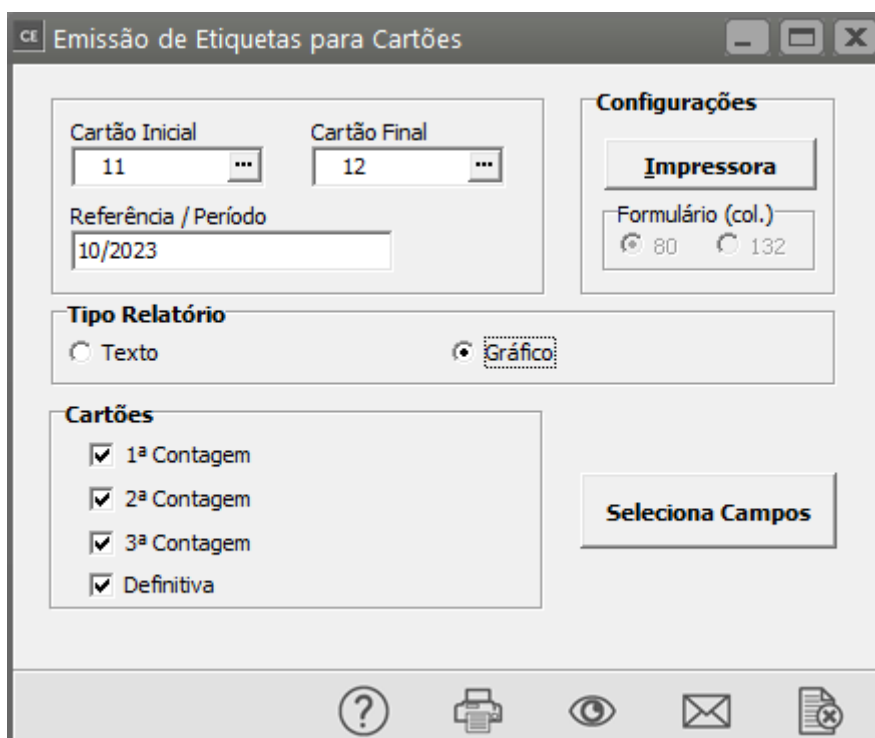 CE Emissão de Etiquetas para Cartões
Cartão Inicial
Cartão Final
11 ...
12 ...
Referência / Período
10/2023
Configurações
Impressora
Formulário (col.)
80 132
Tipo Relatório
Texto
Gráfico
Cartões
1ª Contagem
2ª Contagem
3ª Contagem
Definitiva
Seleciona Campos
?